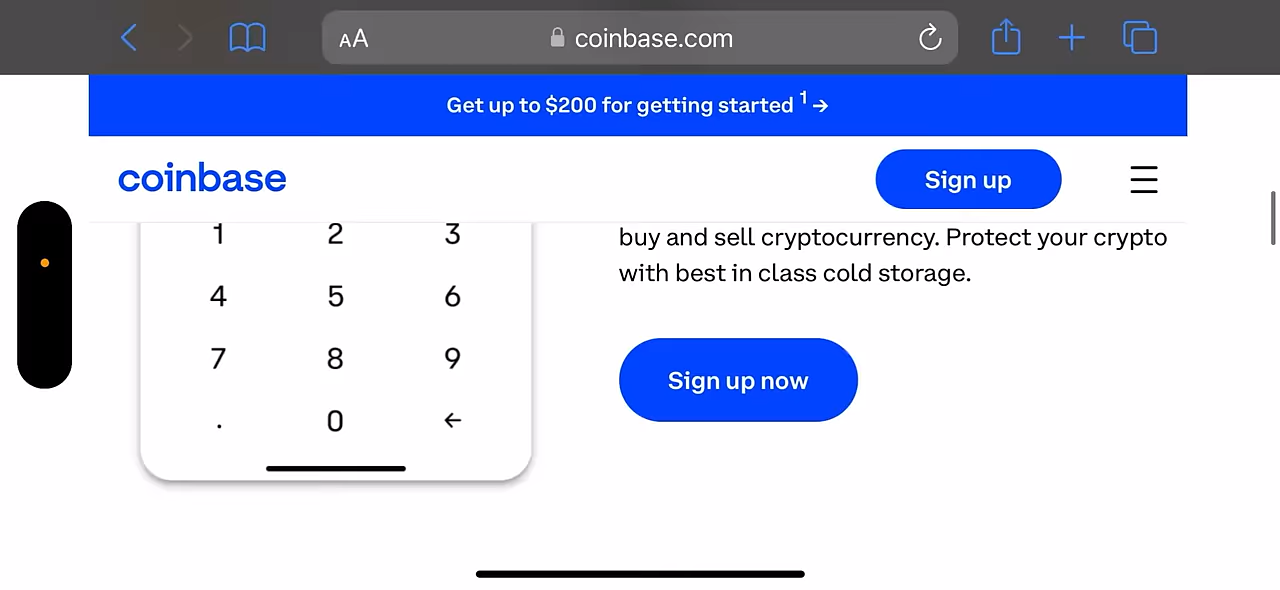 AA coinbase.com
Get up to $200 for getting started ¹ →
coinbase
Sign up
1 2 3
4 5 6
7 8 9
. 0 ←
buy and sell cryptocurrency. Protect your crypto
with best in class cold storage.
Sign up now